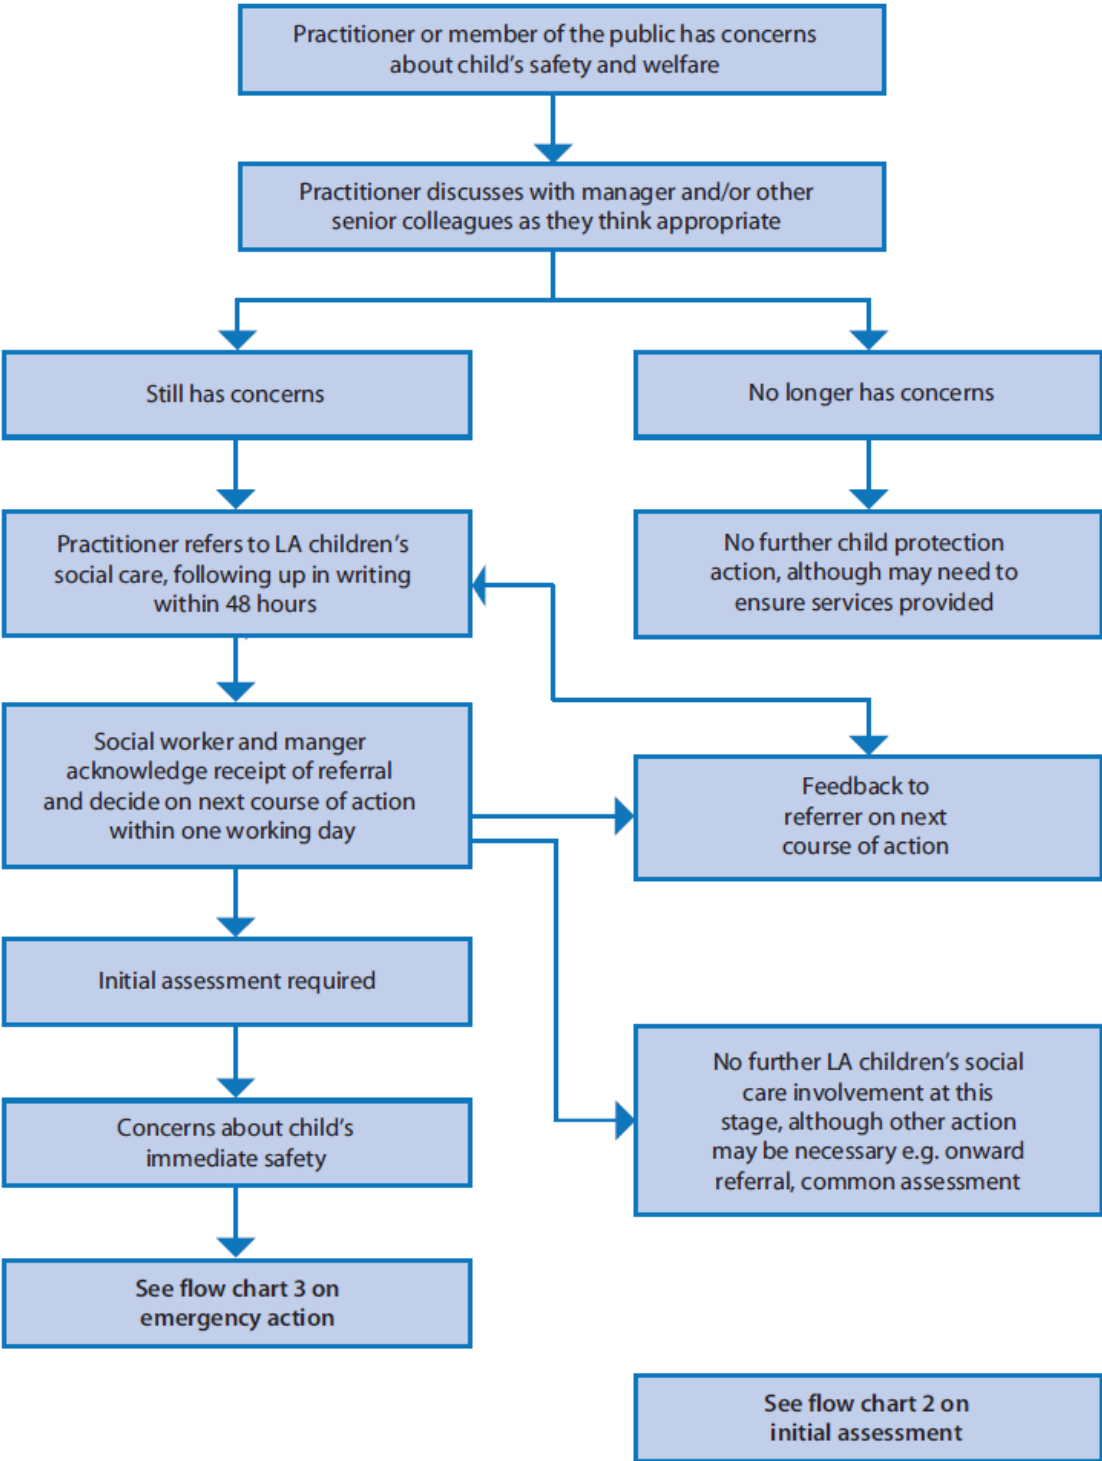 Practitioner or member of the public has concerns
about child's safety and welfare
Practitioner discusses with manager and/or other
senior colleagues as they think appropriate
Still has concerns
No longer has concerns
Practitioner refers to LA children's
social care, following up in writing
within 48 hours
No further child protection
action, although may need to
ensure services provided
Social worker and manger
acknowledge receipt of referral
and decide on next course of action
within one working day
Feedback to
referrer on next
course of action
Initial assessment required
No further LA children's social
care involvement at this
stage, although other action
may be necessary e.g. onward
referral, common assessment
Concerns about child's
immediate safety
See flow chart 3 on
emergency action
See flow chart 2 on
initial assessment